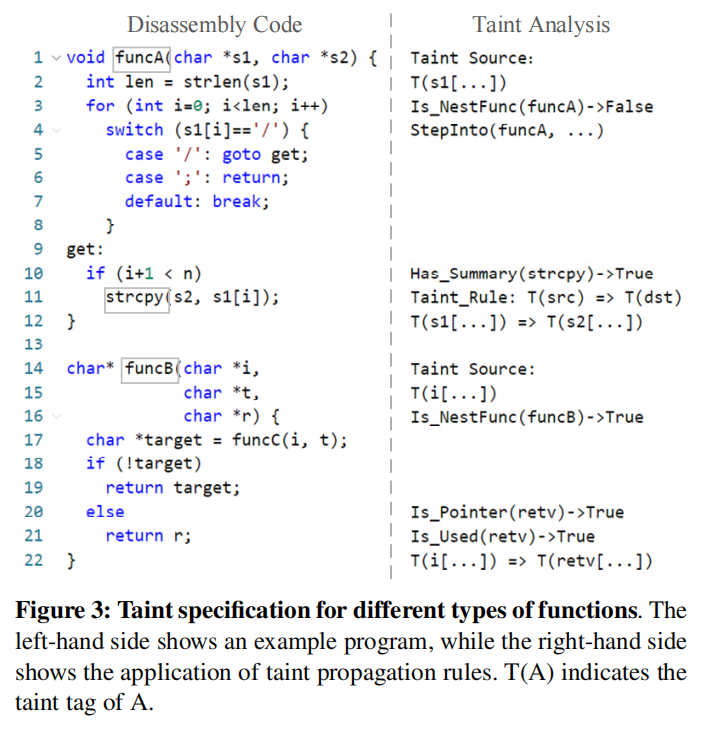 Disassembly Code Taint Analysis
1 void funcA(char *s1, char *s2) { Taint Source:
2 int len = strlen(s1); T(s1[...])
3 for (int i=0; i<len; i++) Is_NestFunc(funcA)->False
4 switch (s1[i]=='/') { StepInto(funcA, ...)
5 case '/': goto get;
6 case ';': return;
7 default: break;
8 }
9 get:
10 if (i+1 < n) Has_Summary(strcpy)->True
11 strcpy(s2, s1[i]); Taint_Rule: T(src) => T(dst)
12 } T(s1[...]) => T(s2[...])
13
14 char* funcB(char *i, Taint Source:
15 char *t, T(i[...])
16 char *r) { Is_NestFunc(funcB)->True
17 char *target = funcC(i, t);
18 if (!target)
19 return target;
20 else Is_Pointer(retv)->True
21 return r; Is_Used(retv)->True
22 } T(i[...]) => T(retv[...])
Figure 3: Taint specification for different types of functions. The
left-hand side shows an example program, while the right-hand side
shows the application of taint propagation rules. T(A) indicates the
taint tag of A.